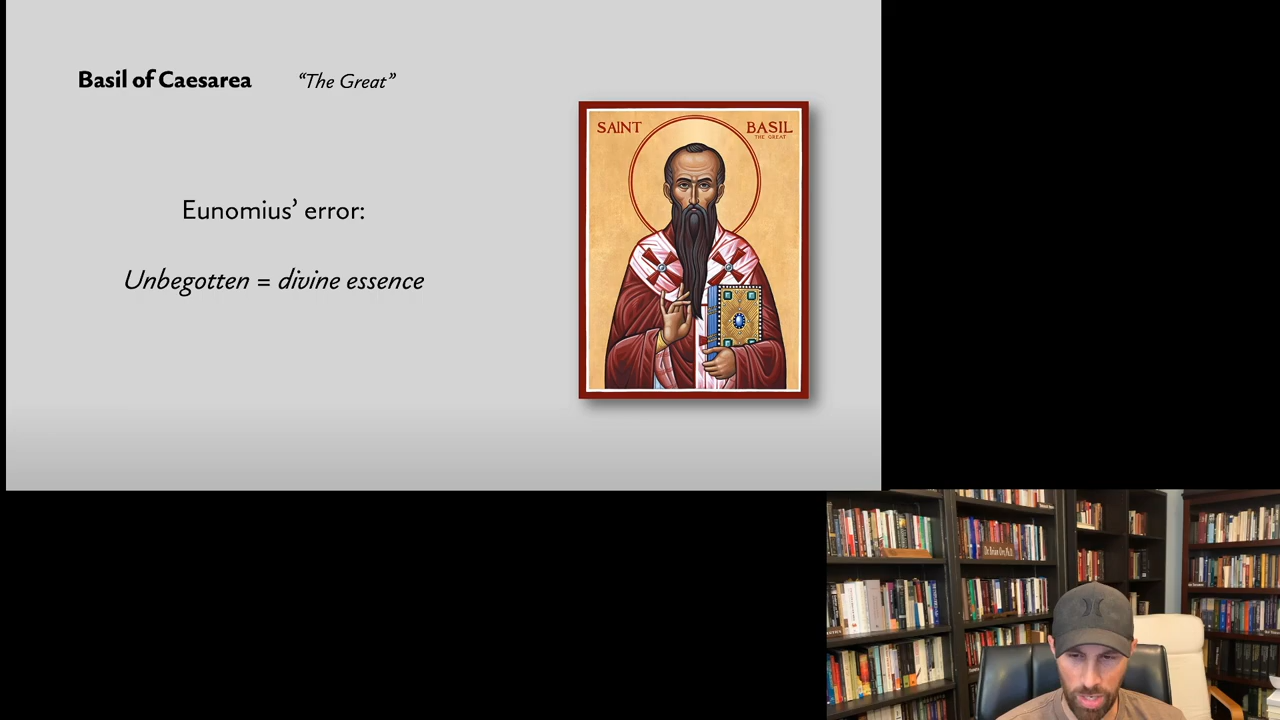 Basil of Caesarea “The Great”
SAINT BASIL
THE GREAT
Eunomius’ error:
Unbegotten = divine essence